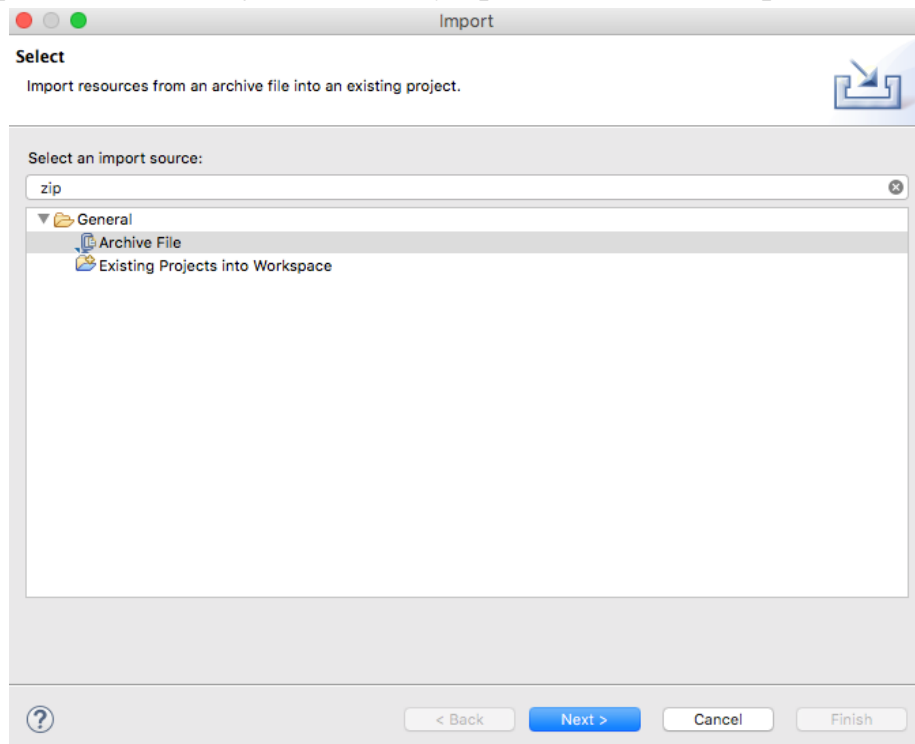 Import
Select
Import resources from an archive file into an existing project.
Select an import source:
zip
General
Archive File
Existing Projects into Workspace
?
< Back Next > Cancel Finish